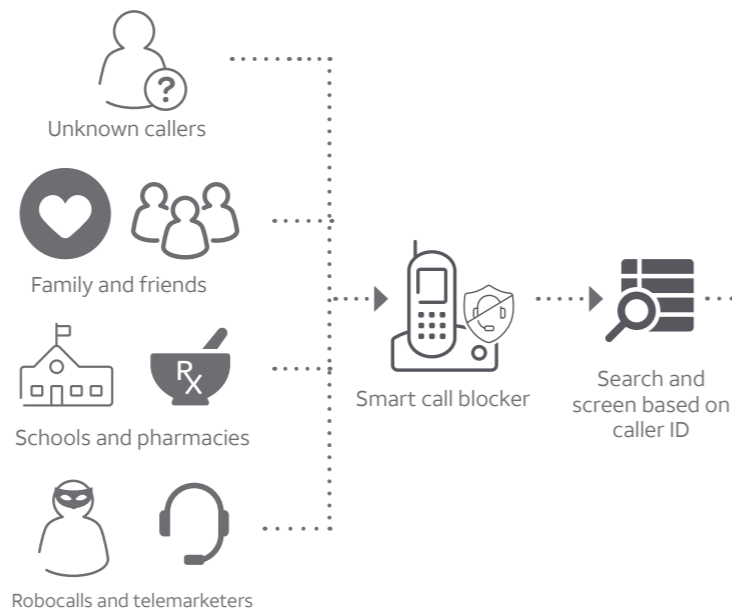 ?
Unknown callers
Family and friends
RX
Schools and pharmacies
Robocalls and telemarketers
Smart call blocker
Search and
screen based on
caller ID